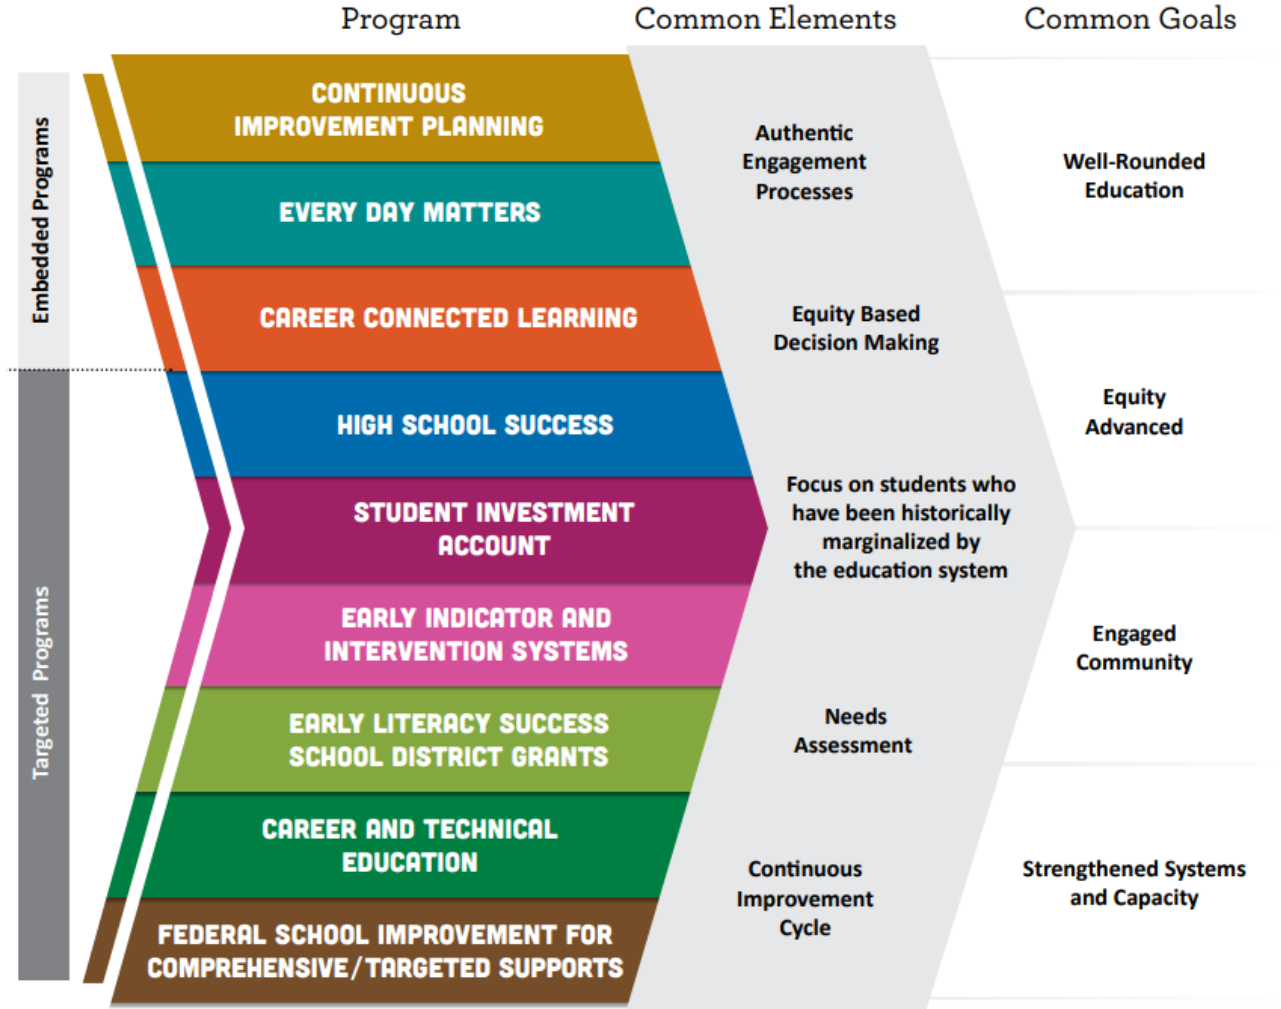 Program
Common Elements
Common Goals
Embedded Programs
Targeted Programs
CONTINUOUS
IMPROVEMENT PLANNING
EVERY DAY MATTERS
CAREER CONNECTED LEARNING
HIGH SCHOOL SUCCESS
STUDENT INVESTMENT
ACCOUNT
EARLY INDICATOR AND
INTERVENTION SYSTEMS
EARLY LITERACY SUCCESS
SCHOOL DISTRICT GRANTS
CAREER AND TECHNICAL
EDUCATION
FEDERAL SCHOOL IMPROVEMENT FOR
COMPREHENSIVE/TARGETED SUPPORTS
Authentic
Engagement
Processes
Equity Based
Decision Making
Focus on students who
have been historically
marginalized by
the education system
Needs
Assessment
Continuous
Improvement
Cycle
Well-Rounded
Education
Equity
Advanced
Engaged
Community
Strengthened Systems
and Capacity